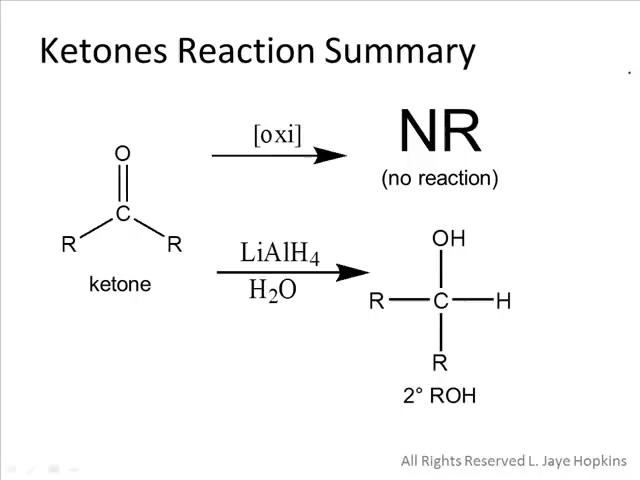 Ketones Reaction Summary
[oxi]
NR
(no reaction)
O
C
R R
ketone
LiAlH4
H2O
OH
R C H
R
2° ROH
All Rights Reserved L. Jaye Hopkins